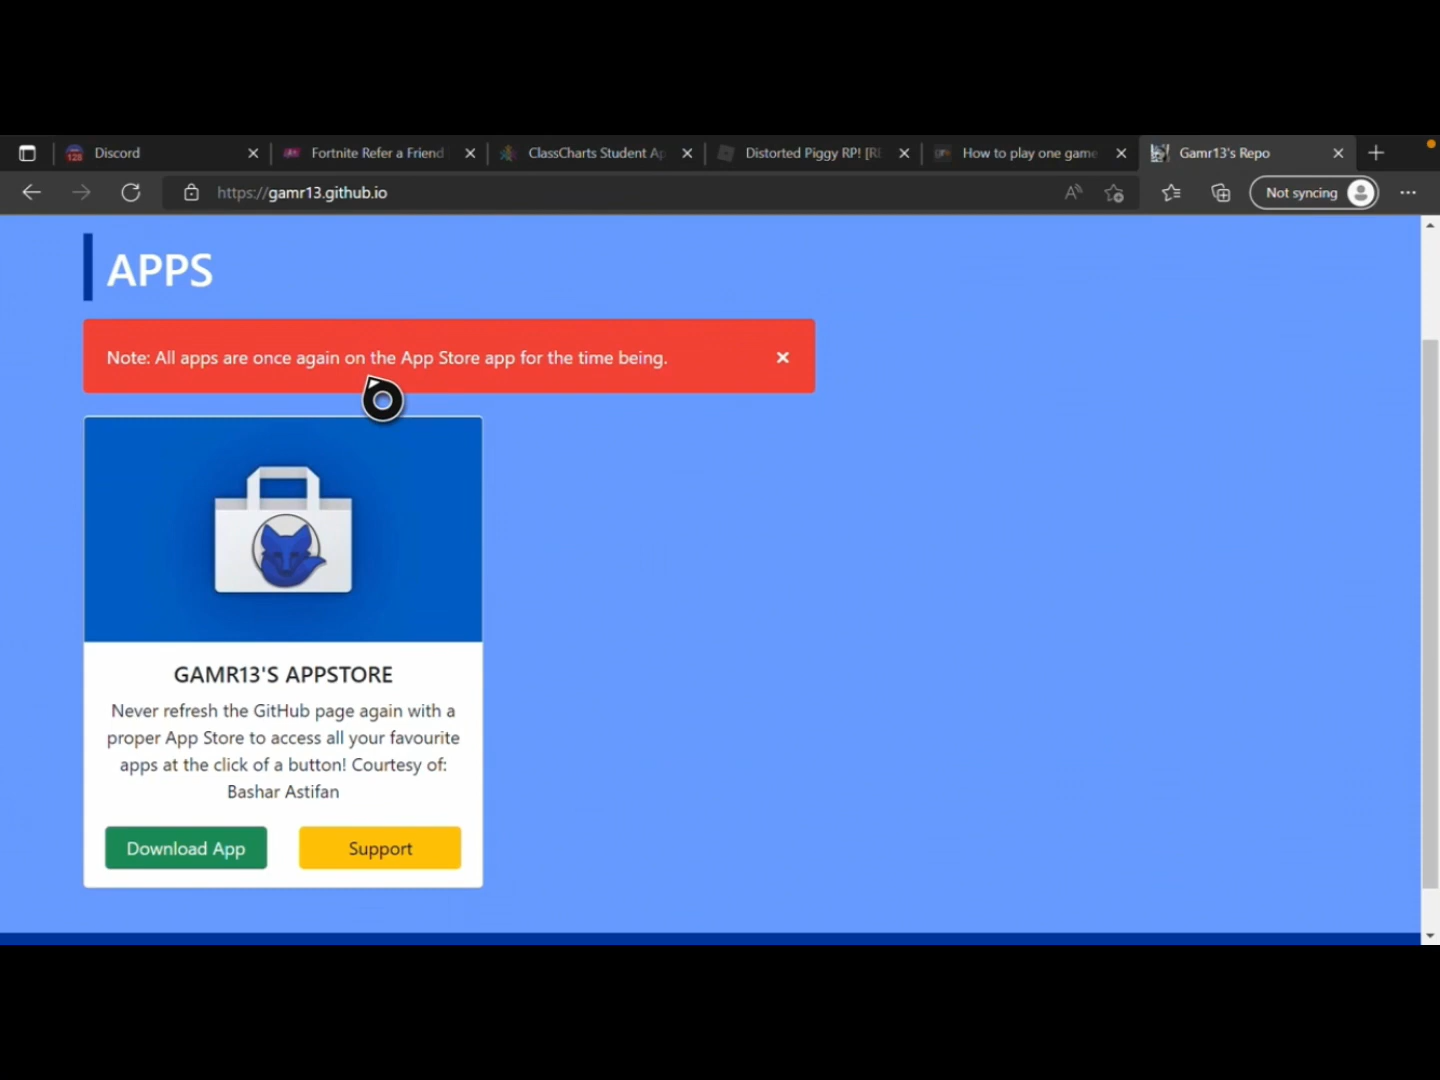 128 Discord
Fortnite Refer a Friend
ClassCharts Student Ap
Distorted Piggy RP! [RE
How to play one game
Gamr13's Repo
https://gamr13.github.io
Not syncing
APPS
Note: All apps are once again on the App Store app for the time being.
GAMR13'S APPSTORE
Never refresh the GitHub page again with a
proper App Store to access all your favourite
apps at the click of a button! Courtesy of:
Bashar Astifan
Download App
Support